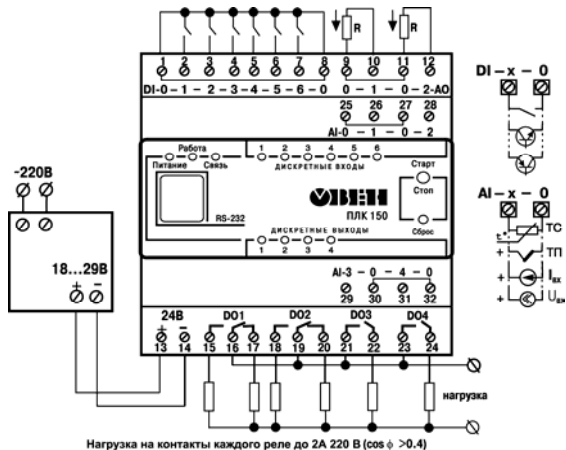 R R
1 2 3 4 5 6 7 8 9 10 11 12
DI-0 - 1 - 2 -3 -4 -5 -6 - 0 0 - 1 - 0 -2-AO
25 26 27 28
AI-0 - 1 - 0 - 2
DI - x - 0
~220В
18...29В
+ −
Работа
Питание Связь
1 2 3 4 5 6
ДИСКРЕТНЫЕ ВХОДЫ
RS-232
ОВЕН
ПЛК 150
Старт
Стоп
Сброс
ДИСКРЕТНЫЕ ВЫХОДЫ
1 2 3 4
AI - x - 0
t° ТС
+ ТП
+ Iвх
+ Uвх
AI-3 - 0 - 4 - 0
29 30 31 32
24В DO1 DO2 DO3 DO4
+ −
13 14 15 16 17 18 19 20 21 22 23 24
нагрузка
Нагрузка на контакты каждого реле до 2А 220 В (cos ϕ >0.4)